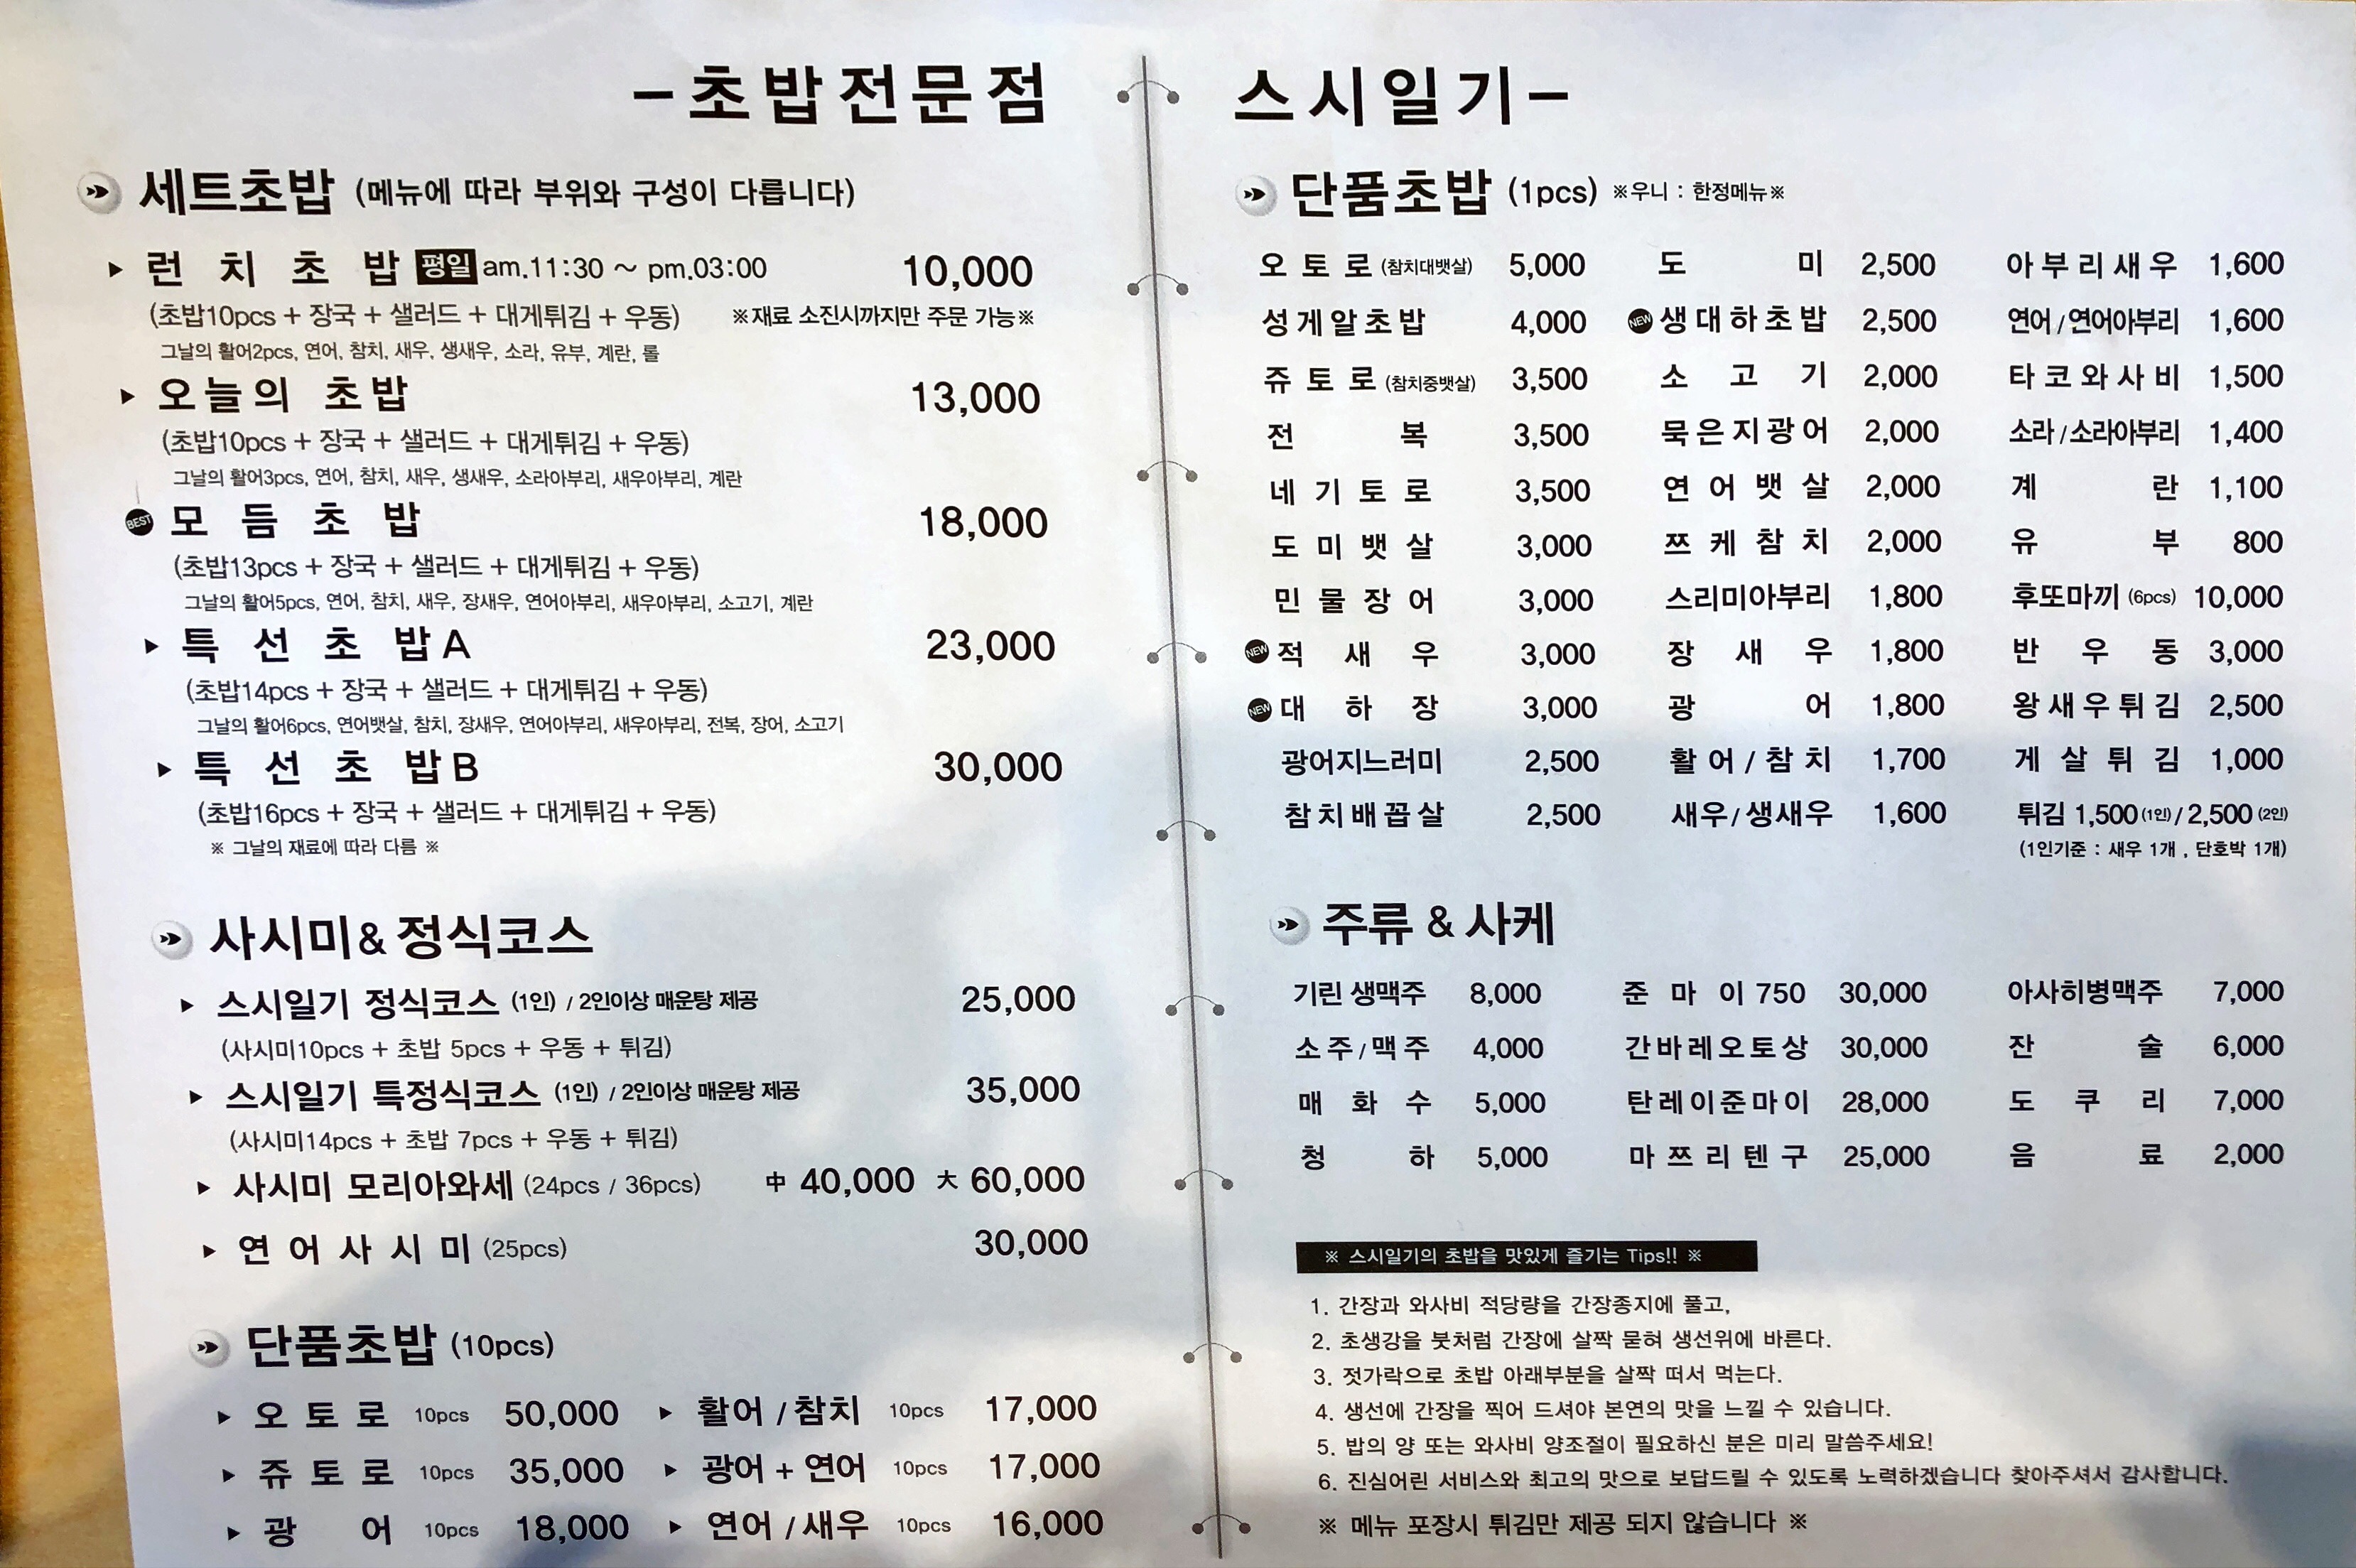 -초밥전문점
세트초밥 (메뉴에 따라 부위와 구성이 다릅니다)
런치초밥 평일 am.11:30 ~ pm.03:00 10,000
(초밥10pcs + 장국 + 샐러드 + 대게튀김 + 우동) ※재료 소진시까지만 주문 가능※
그날의 활어2pcs, 연어, 참치, 새우, 생새우, 소라, 유부, 계란, 롤
오늘의 초밥 13,000
(초밥10pcs + 장국 + 샐러드 + 대게튀김 + 우동)
그날의 활어3pcs, 연어, 참치, 새우, 생새우, 소라아부리, 새우아부리, 계란
BEST 모듬초밥 18,000
(초밥13pcs + 장국 + 샐러드 + 대게튀김 + 우동)
그날의 활어5pcs, 연어, 참치, 새우, 장새우, 연어아부리, 새우아부리, 소고기, 계란
특선초밥A 23,000
(초밥14pcs + 장국 + 샐러드 + 대게튀김 + 우동)
그날의 활어6pcs, 연어뱃살, 참치, 장새우, 연어아부리, 새우아부리, 전복, 장어, 소고기
특선초밥B 30,000
(초밥16pcs + 장국 + 샐러드 + 대게튀김 + 우동)
※ 그날의 재료에 따라 다름 ※
사시미& 정식코스
스시일기 정식코스 (1인) / 2인이상 매운탕 제공 25,000
(사시미10pcs + 초밥 5pcs + 우동 + 튀김)
스시일기 특정식코스 (1인) / 2인이상 매운탕 제공 35,000
(사시미14pcs + 초밥 7pcs + 우동 + 튀김)
사시미 모리아와세 (24pcs / 36pcs) 中 40,000 大 60,000
연어사시미 (25pcs) 30,000
단품초밥 (10pcs)
오토로 10pcs 50,000 활어/참치 10pcs 17,000
쥬토로 10pcs 35,000 광어+연어 10pcs 17,000
광어 10pcs 18,000 연어/새우 10pcs 16,000
스시일기-
단품초밥 (1pcs) ※우니 : 한정메뉴※
오토로 (참치대뱃살) 5,000 도미 2,500 아부리새우 1,600
성게알초밥 4,000 NEW 생대하초밥 2,500 연어/연어아부리 1,600
쥬토로 (참치중뱃살) 3,500 소고기 2,000 타코와사비 1,500
전복 3,500 묵은지광어 2,000 소라/소라아부리 1,400
네기토로 3,500 연어뱃살 2,000 계란 1,100
도미뱃살 3,000 쯔케참치 2,000 유부 800
민물장어 3,000 스리미아부리 1,800 후또마끼 (6pcs) 10,000
NEW 적새우 3,000 장새우 1,800 반우동 3,000
NEW 대하장 3,000 광어 1,800 왕새우튀김 2,500
광어지느러미 2,500 활어/참치 1,700 게살튀김 1,000
참치배꼽살 2,500 새우/생새우 1,600 튀김 1,500 (1인) / 2,500 (2인)
(1인기준 : 새우 1개 , 단호박 1개)
주류 & 사케
기린 생맥주 8,000 준마이 750 30,000 아사히병맥주 7,000
소주/맥주 4,000 간바레오토상 30,000 잔술 6,000
매화수 5,000 탄레이준마이 28,000 도쿠리 7,000
청하 5,000 마쯔리텐구 25,000 음료 2,000
※ 스시일기의 초밥을 맛있게 즐기는 Tips!! ※
1. 간장과 와사비 적당량을 간장종지에 풀고,
2. 초생강을 붓처럼 간장에 살짝 묻혀 생선위에 바른다.
3. 젓가락으로 초밥 아래부분을 살짝 떠서 먹는다.
4. 생선에 간장을 찍어 드셔야 본연의 맛을 느낄 수 있습니다.
5. 밥의 양 또는 와사비 양조절이 필요하신 분은 미리 말씀주세요!
6. 진심어린 서비스와 최고의 맛으로 보답드릴 수 있도록 노력하겠습니다 찾아주셔서 감사합니다.
※ 메뉴 포장시 튀김만 제공 되지 않습니다 ※